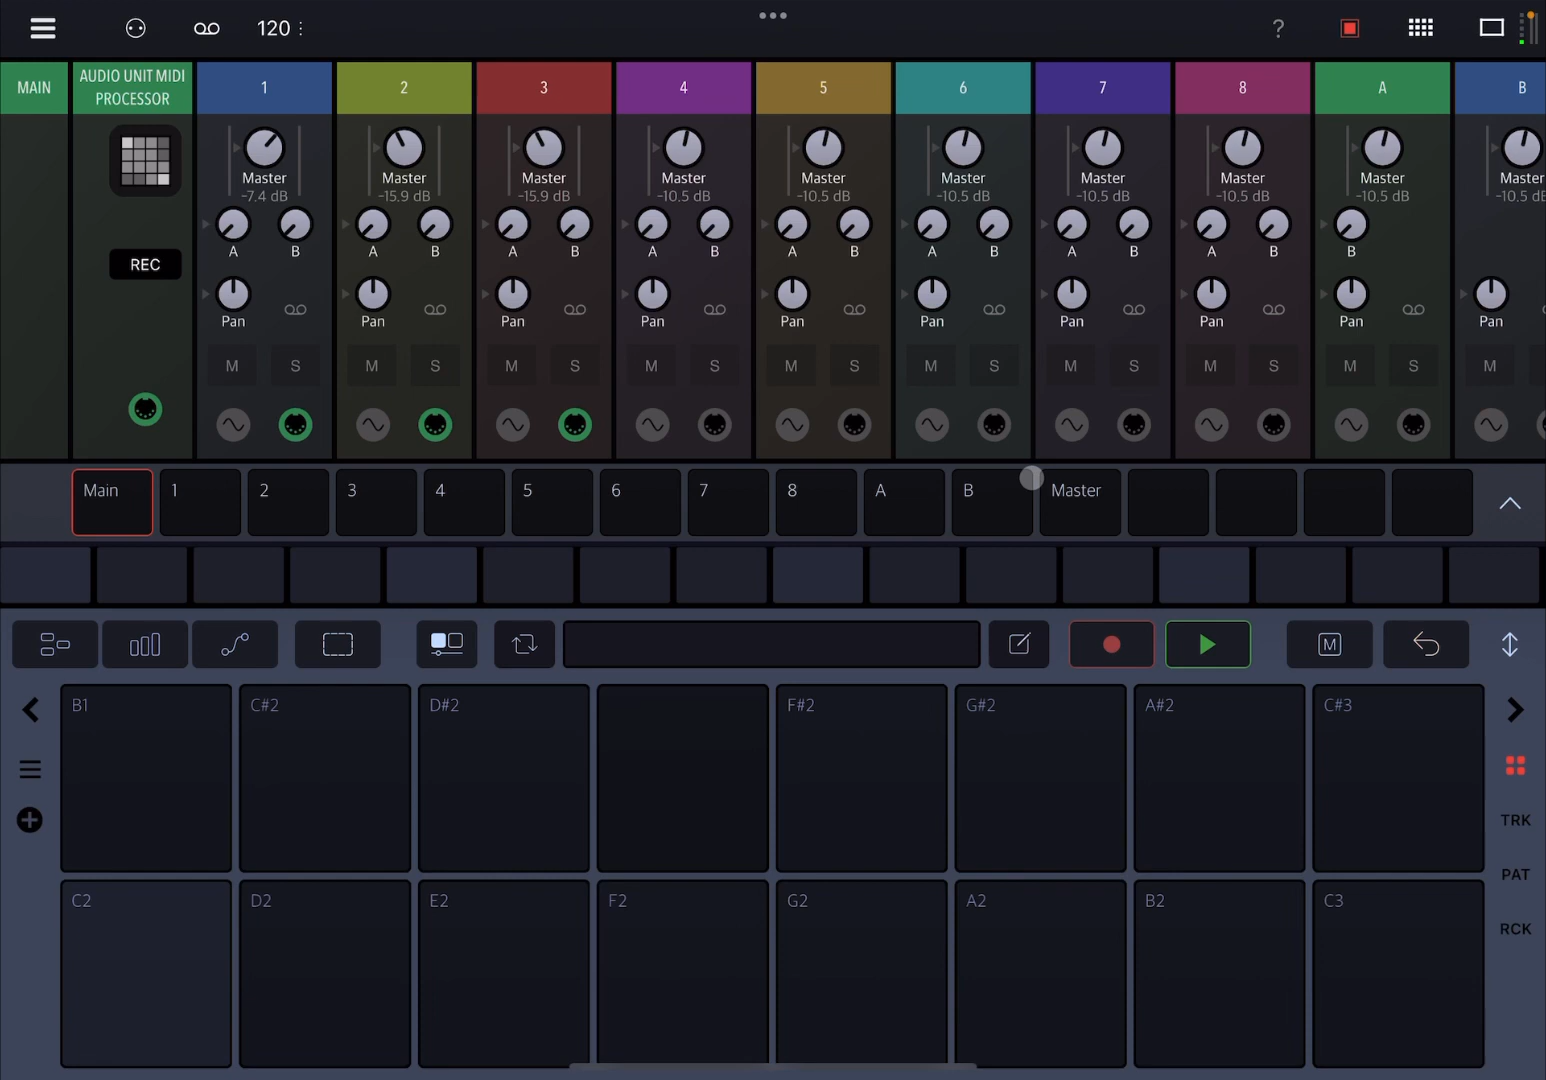 120
?
MAIN
AUDIO UNIT MIDI
PROCESSOR
1
2
3
4
5
6
7
8
A
B
Master
Master
Master
Master
Master
Master
Master
Master
Master
Master
-7.4 dB
-15.9 dB
-15.9 dB
-10.5 dB
-10.5 dB
-10.5 dB
-10.5 dB
-10.5 dB
-10.5 dB
-10.5 dB
A B
A B
A B
A B
A B
A B
A B
A B
B
REC
Pan
Pan
Pan
Pan
Pan
Pan
Pan
Pan
Pan
Pan
M S
M S
M S
M S
M S
M S
M S
M S
M S
M
Main
1
2
3
4
5
6
7
8
A
B
Master
M
B1
C#2
D#2
F#2
G#2
A#2
C#3
TRK
PAT
C2
D2
E2
F2
G2
A2
B2
C3
RCK